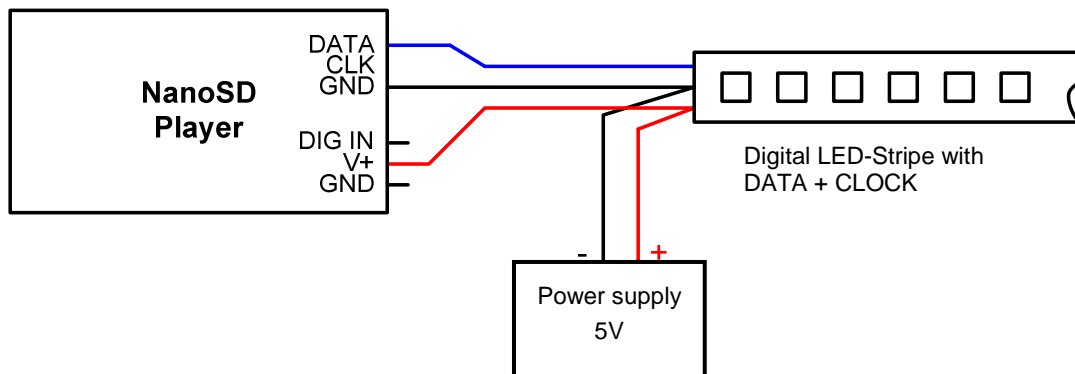 DATA
CLK
GND
NanoSD
Player
DIG IN
V+
GND
Digital LED-Stripe with
DATA + CLOCK
- +
Power supply
5V